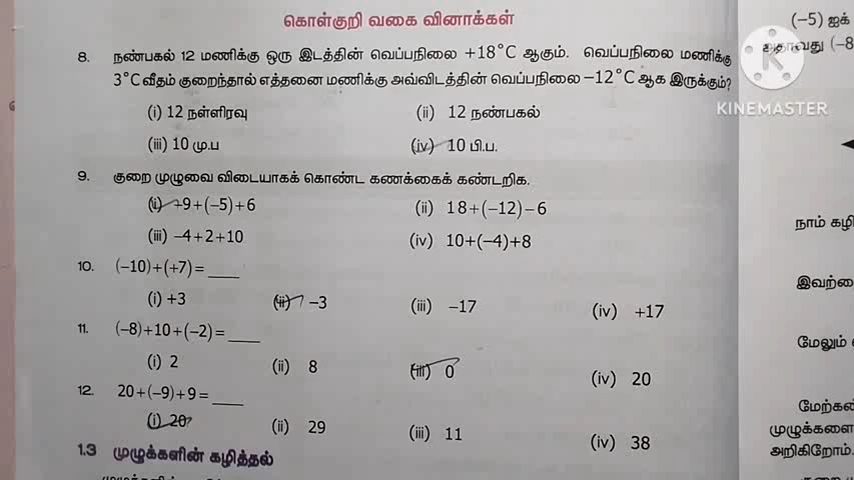 கொள்குறி வகை வினாக்கள்
8. நண்பகல் 12 மணிக்கு ஒரு இடத்தின் வெப்பநிலை +18°C ஆகும். வெப்பநிலை மணிக்கு
3°C வீதம் குறைந்தால் எத்தனை மணிக்கு அவ்விடத்தின் வெப்பநிலை −12°C ஆக இருக்கும்?
(i) 12 நள்ளிரவு (ii) 12 நண்பகல்
(iii) 10 மு.ப (iv) 10 பி.ப.
9. குறை முழுவை விடையாகக் கொண்ட கணக்கைக் கண்டறிக.
(i) −9+(−5)+6 (ii) 18+(−12)−6
(iii) −4+2+10 (iv) 10+(−4)+8
10. (−10)+(+7)= ____
(i) +3 (ii) −3 (iii) −17 (iv) +17
11. (−8)+10+(−2)= ____
(i) 2 (ii) 8 (iii) 0 (iv) 20
12. 20+(−9)+9= ____
(i) 20 (ii) 29 (iii) 11 (iv) 38
1.3 முழுக்களின் கழித்தல்
(−5) ஐக்
அதாவது (−8
KINEMASTER
நாம் கழி
இவற்றை
மேலும்
மேற்கண்
முழுக்களை
அறிகிறோம்.